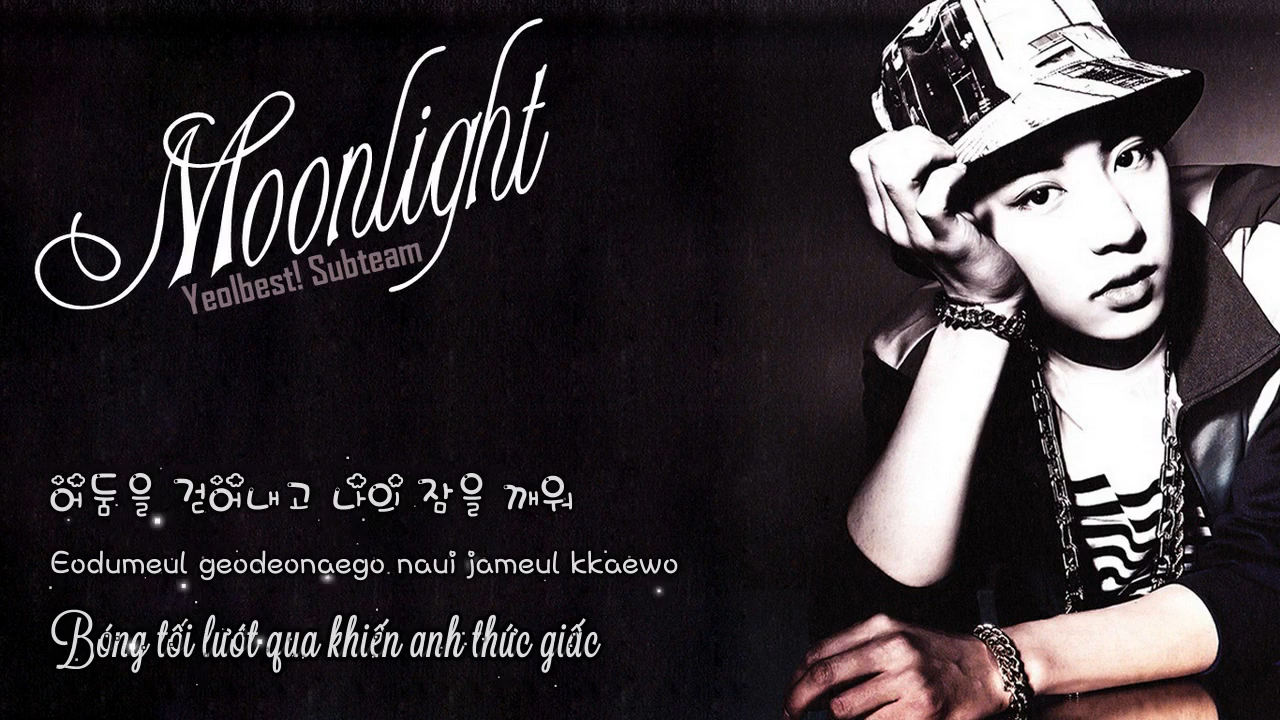 Moonlight
Yeolbest! Subteam
어둠을 걷어내고 나의 잠을 깨워
Eodumeul geodeonaego naui jameul kkaewo
Bóng tối lướt qua khiến anh thức giấc